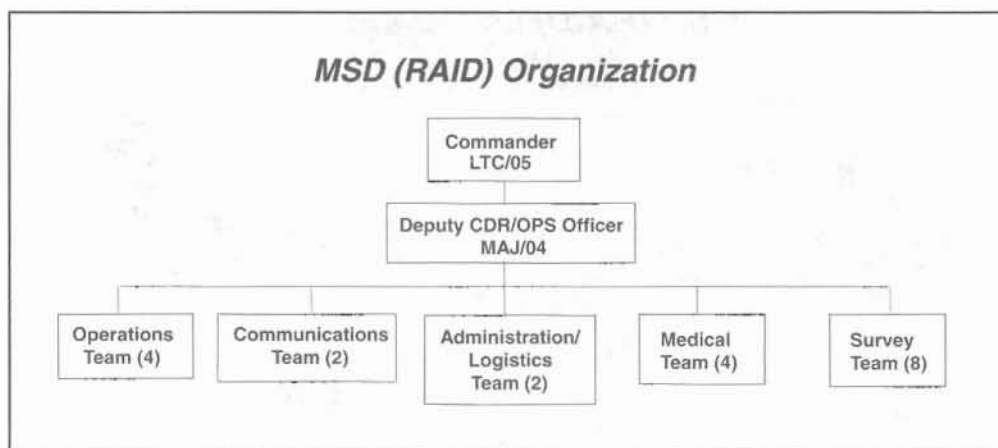 MSD (RAID) Organization
Commander
LTC/05
Deputy CDR/OPS Officer
MAJ/04
Operations
Team (4)
Communications
Team (2)
Administration/
Logistics
Team (2)
Medical
Team (4)
Survey
Team (8)